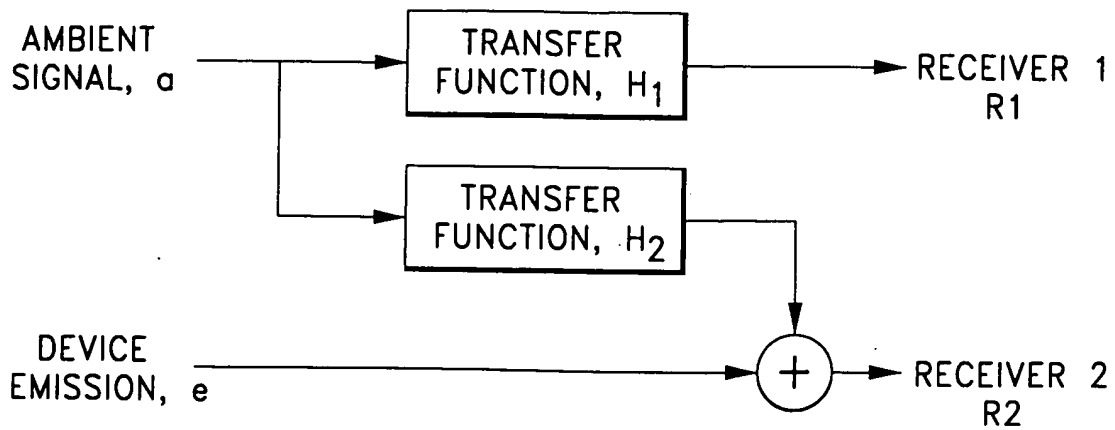 AMBIENT
SIGNAL, a
TRANSFER
FUNCTION, H1
RECEIVER 1
R1
TRANSFER
FUNCTION, H2
DEVICE
EMISSION, e
+
RECEIVER 2
R2